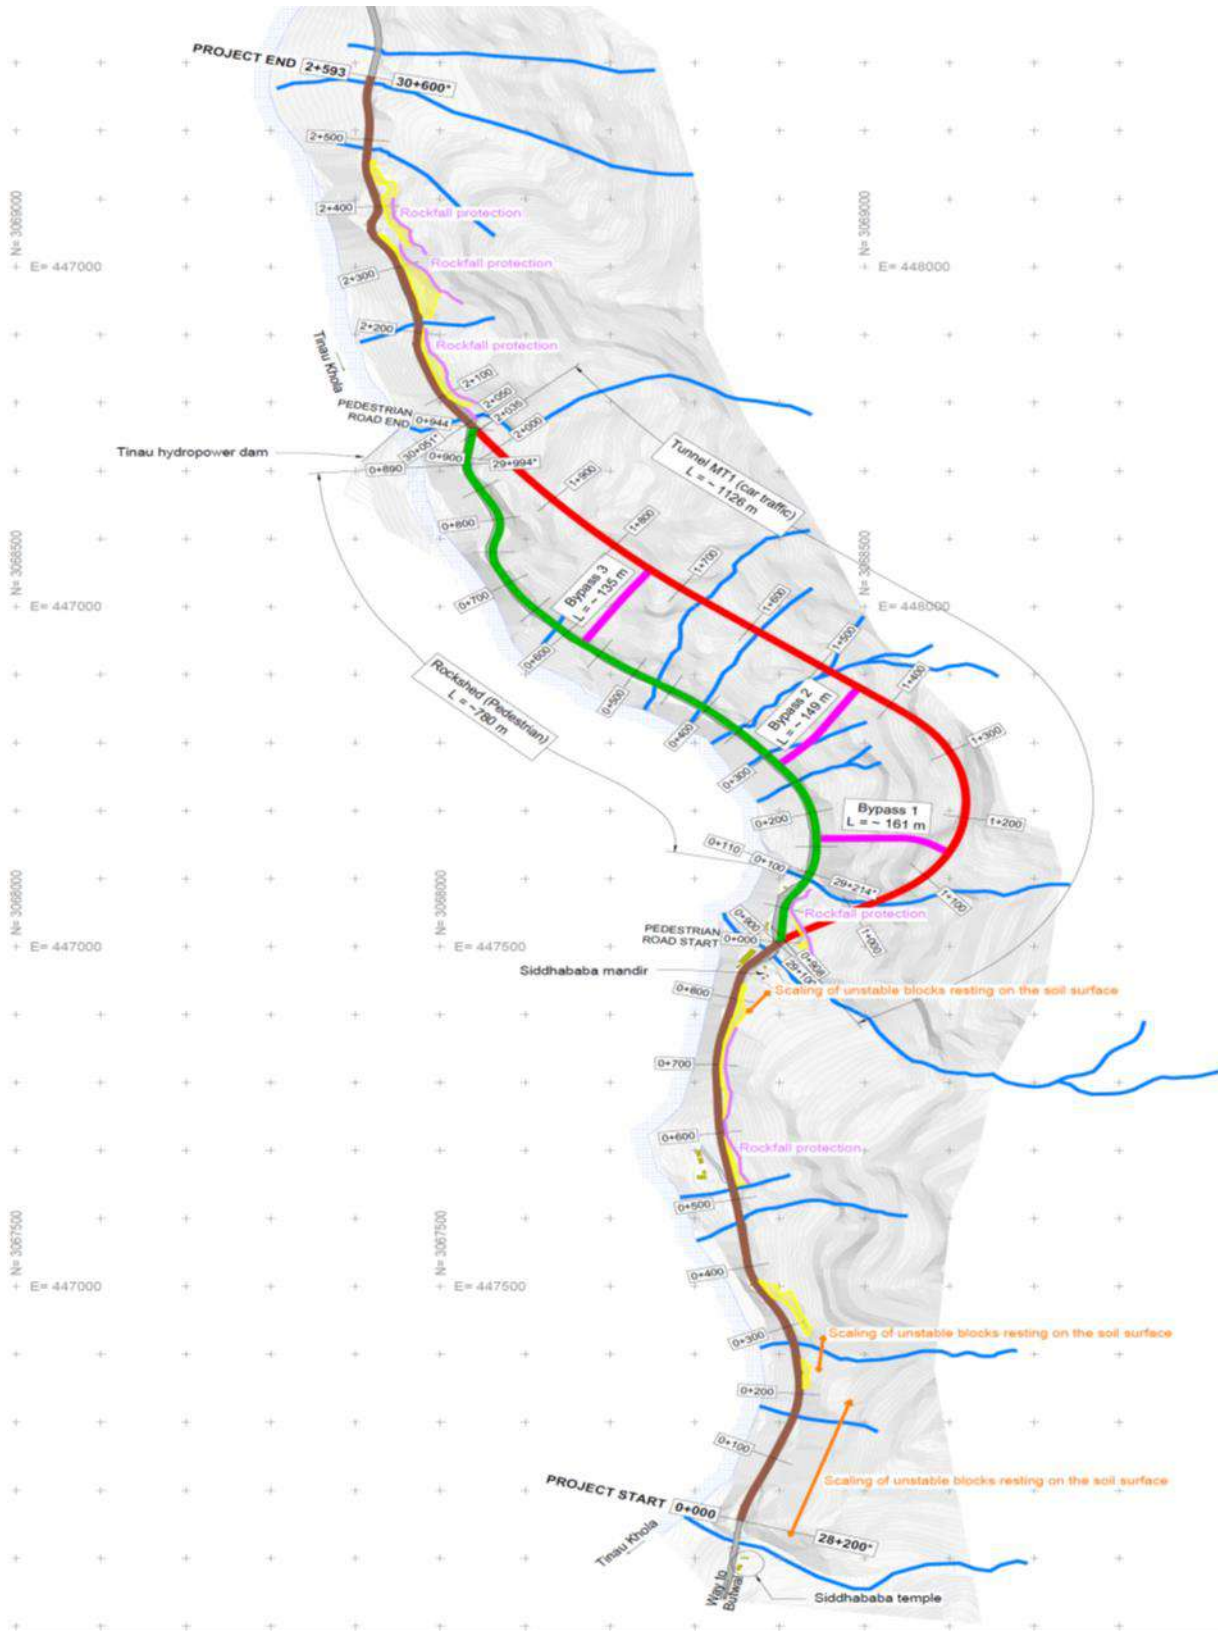 PROJECT END 2+593
30+600*
2+500
N= 3069000
N= 3069000
2+400
Rockfall protection
E= 447000
2+300
Rockfall protection
E= 448000
2+200
Tinau Khola
Rockfall protection
2+100
2+050
2+035
2+000
PEDESTRIAN
ROAD END
0+944
30+051*
Tinau hydropower dam
0+890
0+900
29+994*
1+900
Tunnel MT1 (car traffic)
L = ~ 1126 m
0+800
1+800
N= 3068500
N= 3068500
1+700
E= 447000
0+700
Bypass 3
L = ~ 135 m
1+600
E= 448000
0+600
1+500
Rockshed (Pedestrian)
L = ~780 m
0+500
1+400
Bypass 2
L = ~ 149 m
0+400
1+300
0+300
0+200
Bypass 1
L = ~ 161 m
1+200
0+110
0+100
29+214*
1+100
N= 3068000
N= 3068000
Rockfall protection
0+900
PEDESTRIAN
ROAD START
0+000
1+000
E= 447000
E= 447500
0+908
Siddhababa mandir
0+800
Scaling of unstable blocks resting on the soil surface
0+700
0+600
Rockfall protection
0+500
N= 3067500
N= 3067500
0+400
E= 447000
E= 447500
0+300
Scaling of unstable blocks resting on the soil surface
0+200
0+100
Scaling of unstable blocks resting on the soil surface
PROJECT START 0+000
28+200*
Tinau Khola
Way to
Butwal
Siddhababa temple